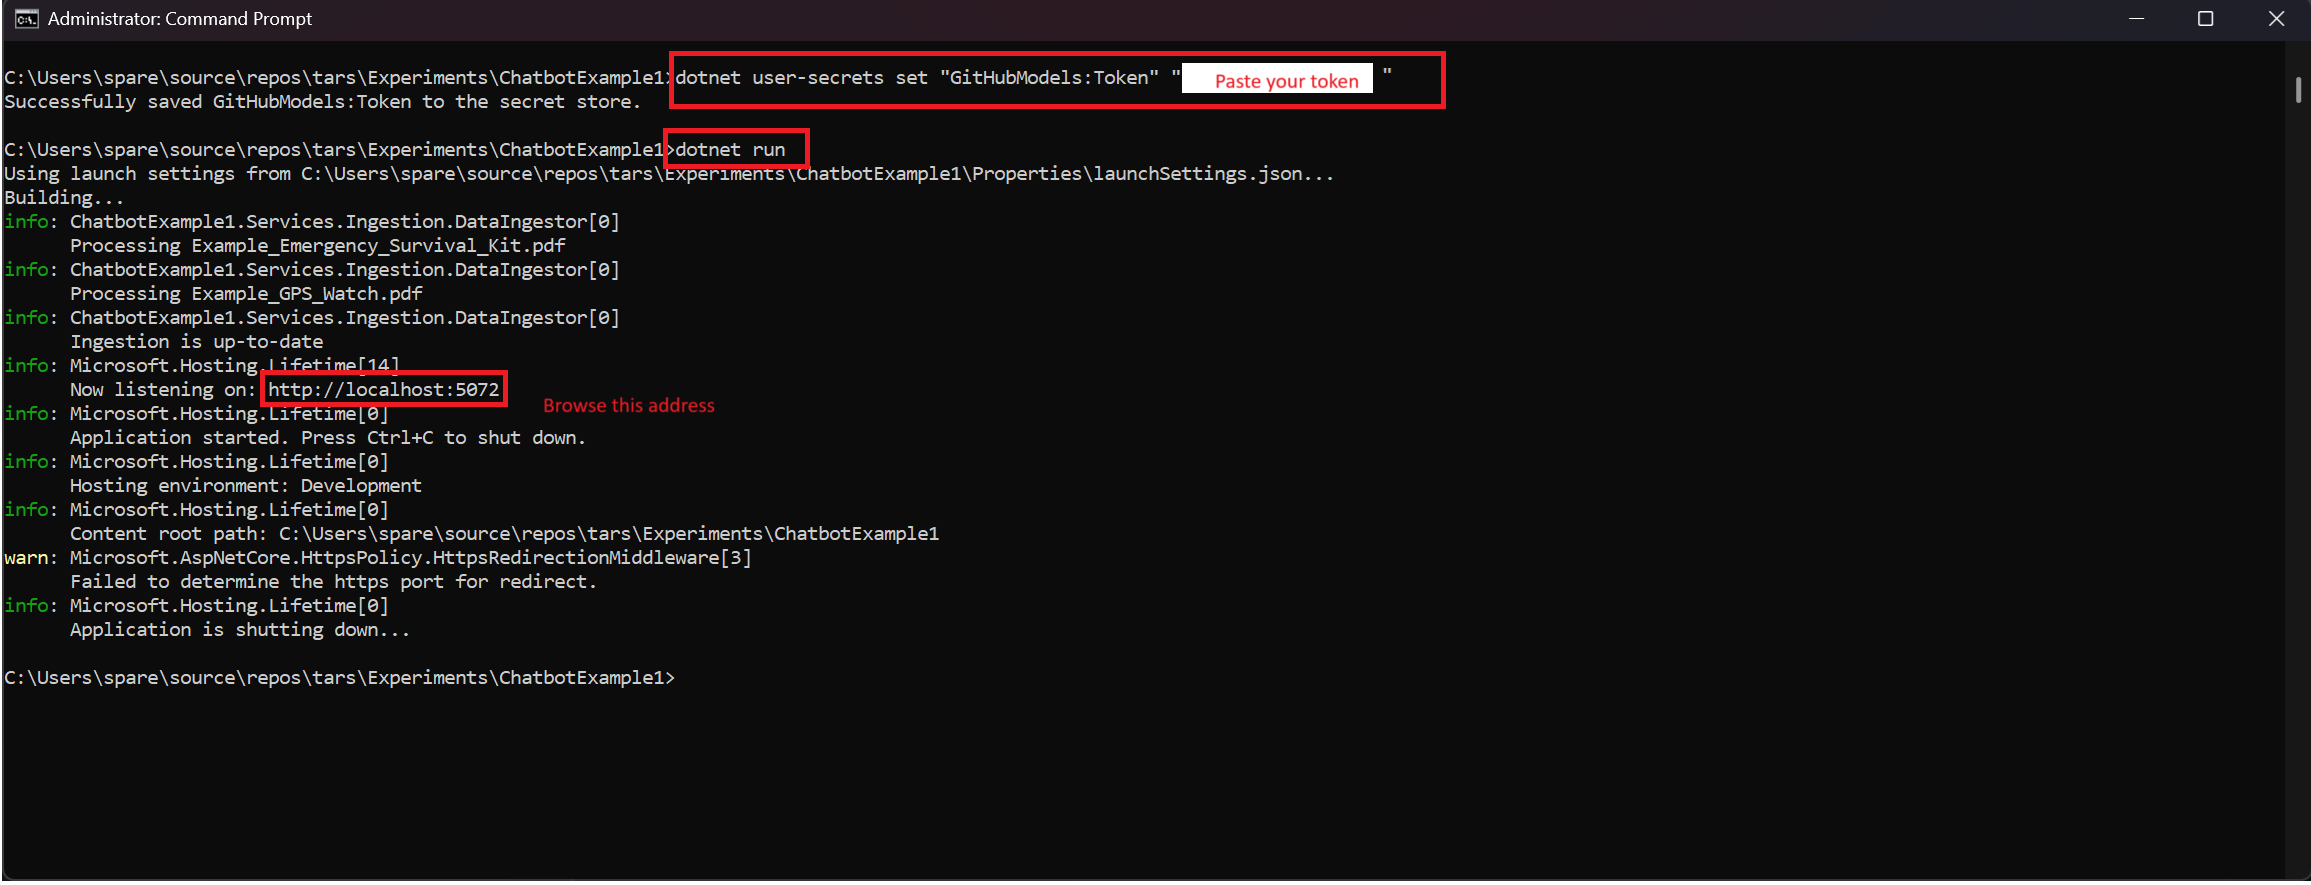 Administrator: Command Prompt
C:\Users\spare\source\repos\tars\Experiments\ChatbotExample1>dotnet user-secrets set "GitHubModels:Token" " Paste your token "
Successfully saved GitHubModels:Token to the secret store.
C:\Users\spare\source\repos\tars\Experiments\ChatbotExample1>dotnet run
Using launch settings from C:\Users\spare\source\repos\tars\Experiments\ChatbotExample1\Properties\launchSettings.json...
Building...
info: ChatbotExample1.Services.Ingestion.DataIngestor[0]
Processing Example_Emergency_Survival_Kit.pdf
info: ChatbotExample1.Services.Ingestion.DataIngestor[0]
Processing Example_GPS_Watch.pdf
info: ChatbotExample1.Services.Ingestion.DataIngestor[0]
Ingestion is up-to-date
info: Microsoft.Hosting.Lifetime[14]
Now listening on: http://localhost:5072
Browse this address
info: Microsoft.Hosting.Lifetime[0]
Application started. Press Ctrl+C to shut down.
info: Microsoft.Hosting.Lifetime[0]
Hosting environment: Development
info: Microsoft.Hosting.Lifetime[0]
Content root path: C:\Users\spare\source\repos\tars\Experiments\ChatbotExample1
warn: Microsoft.AspNetCore.HttpsPolicy.HttpsRedirectionMiddleware[3]
Failed to determine the https port for redirect.
info: Microsoft.Hosting.Lifetime[0]
Application is shutting down...
C:\Users\spare\source\repos\tars\Experiments\ChatbotExample1>